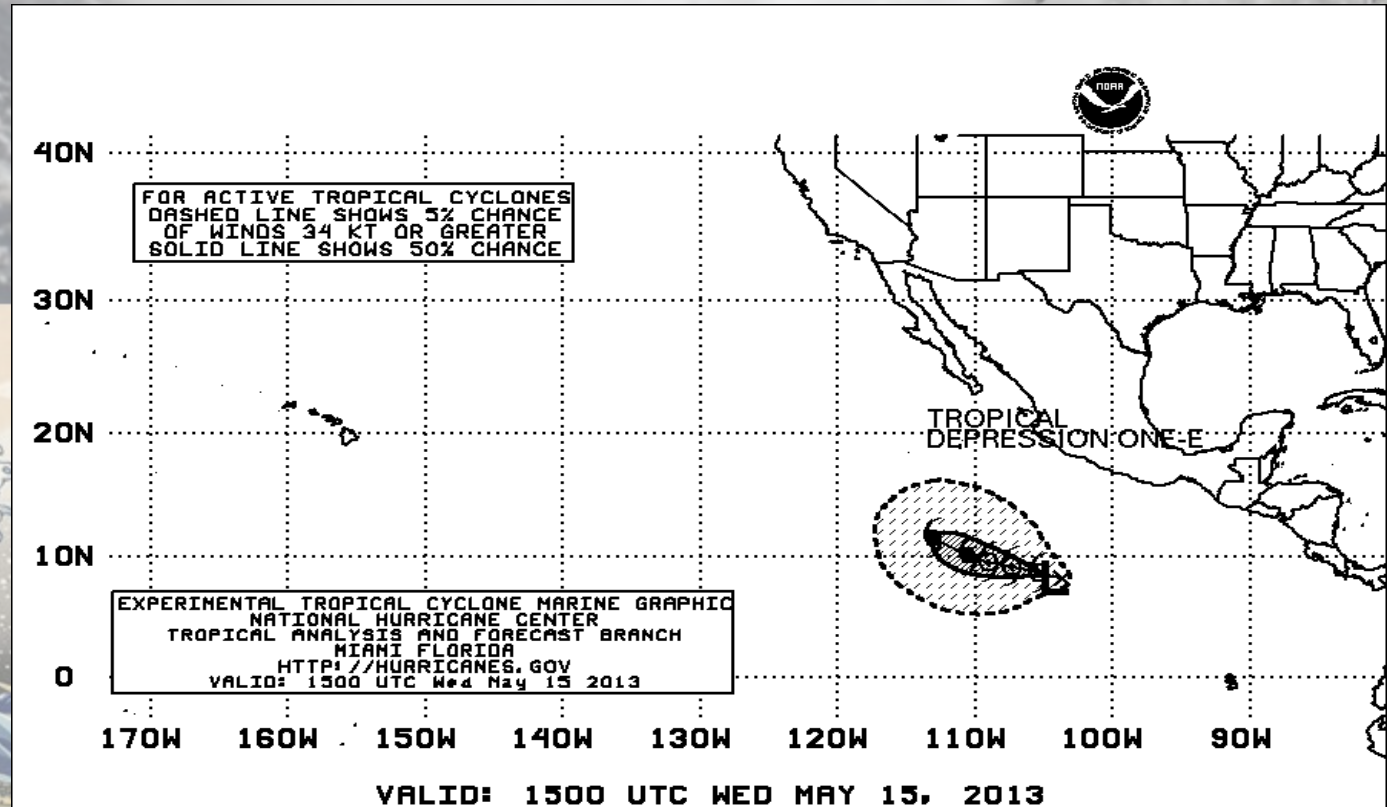 NOAA
40N
FOR ACTIVE TROPICAL CYCLONES
DASHED LINE SHOWS 5% CHANCE
OF WINDS 34 KT OR GREATER
SOLID LINE SHOWS 50% CHANCE
30N
TROPICAL
DEPRESSION ONE-E
20N
10N
EXPERIMENTAL TROPICAL CYCLONE MARINE GRAPHIC
NATIONAL HURRICANE CENTER
TROPICAL ANALYSIS AND FORECAST BRANCH
MIAMI FLORIDA
HTTP://HURRICANES.GOV
VALID: 1500 UTC Wed May 15 2013
0
170W 160W 150W 140W 130W 120W 110W 100W 90W
VALID: 1500 UTC WED MAY 15, 2013